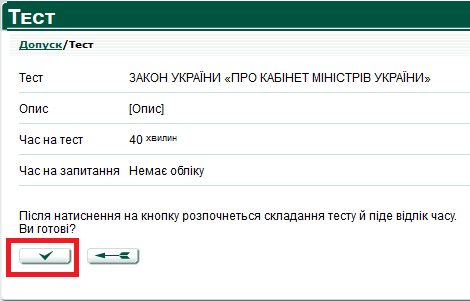 ТЕСТ
Допуск/Тест
Тест ЗАКОН УКРАЇНИ «ПРО КАБІНЕТ МІНІСТРІВ УКРАЇНИ»
Опис [Опис]
Час на тест 40 хвилин
Час на запитання Немає обліку
Після натиснення на кнопку розпочнеться складання тесту й піде відлік часу.
Ви готові?